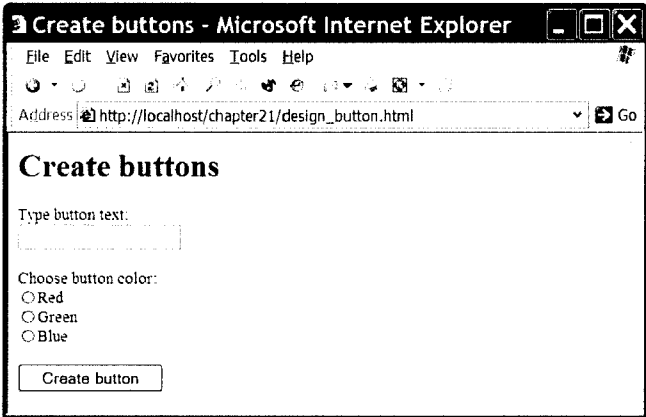 Create buttons - Microsoft Internet Explorer
File Edit View Favorites Tools Help
Address http://localhost/chapter21/design_button.html Go
Create buttons
Type button text:
Choose button color:
Red
Green
Blue
Create button